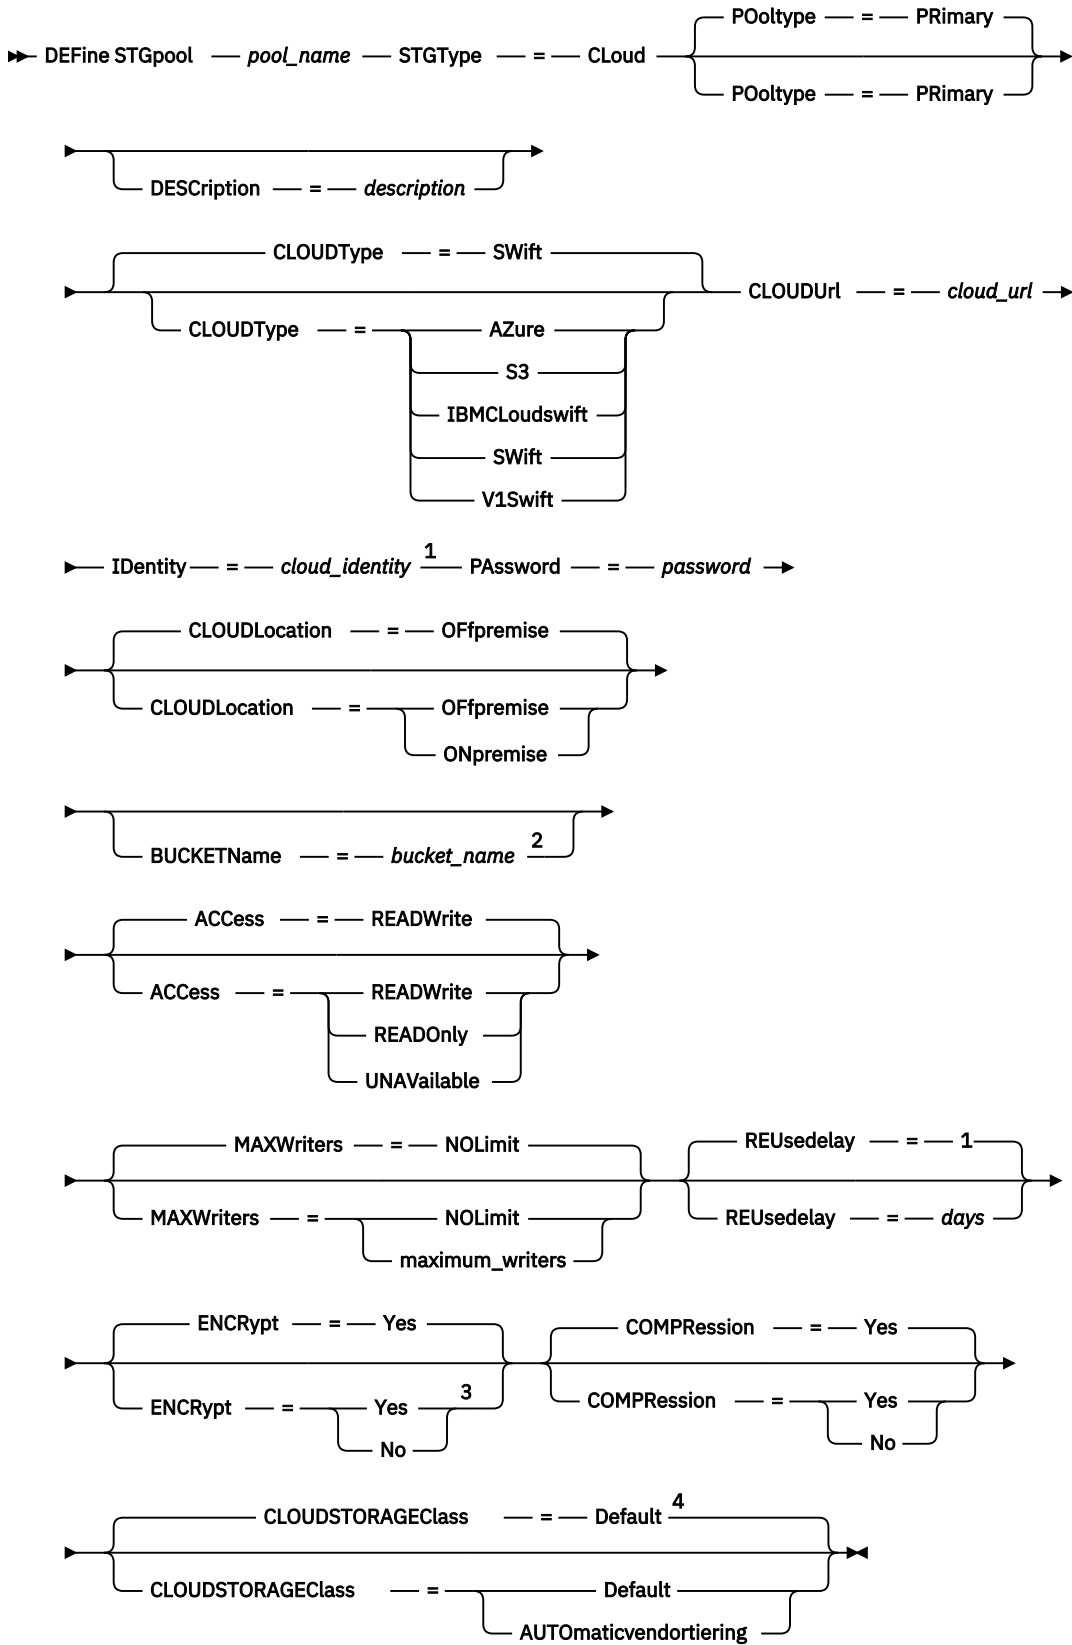 POoltype = PRimary
DEFine STGpool pool_name STGType = CLoud
POoltype = PRimary
DESCription = description
CLOUDType = SWift
CLOUDUrl = cloud_url
CLOUDType = AZure
S3
IBMCLoudswift
SWift
V1Swift
IDentity = cloud_identity 1 PAssword = password
CLOUDLocation = OFfpremise
CLOUDLocation = OFfpremise
ONpremise
BUCKETName = bucket_name 2
ACCess = READWrite
ACCess = READWrite
READOnly
UNAVailable
MAXWriters = NOLimit REUsedelay = 1
MAXWriters = NOLimit REUsedelay = days
maximum_writers
ENCRypt = Yes COMPRession = Yes
ENCRypt = Yes 3 COMPRession = Yes
No No
CLOUDSTORAGEClass = Default 4
CLOUDSTORAGEClass = Default
AUTOmaticvendortiering